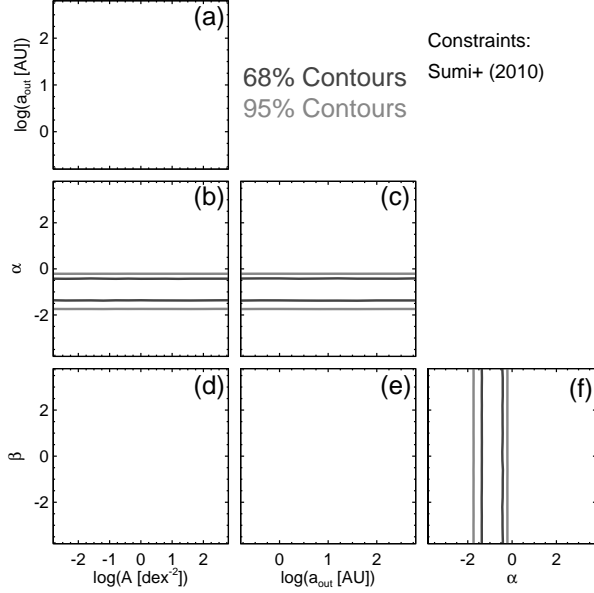 (a)
Constraints:
Sumi+ (2010)
68% Contours
95% Contours
log(a_out [AU])
2
1
0
(b)
(c)
α
2
0
-2
(d)
(e)
(f)
β
2
0
-2
-2 -1 0 1 2
0 1 2
-2 0 2
log(A [dex⁻²])
log(a_out [AU])
α